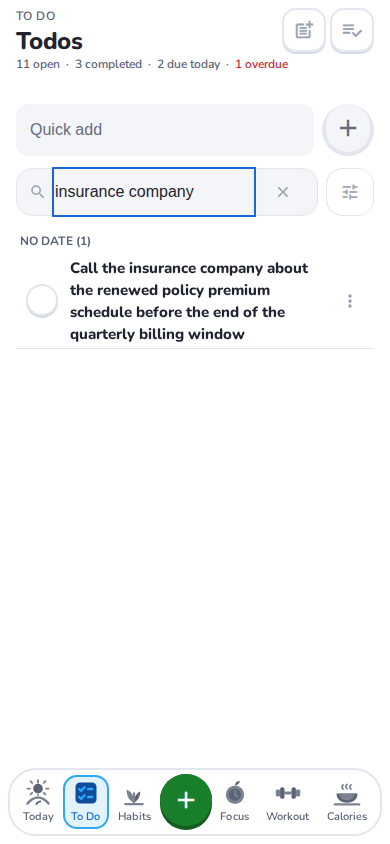 TO DO
Todos
11 open · 3 completed · 2 due today · 1 overdue
Quick add
insurance company
NO DATE (1)
Call the insurance company about
the renewed policy premium
schedule before the end of the
quarterly billing window
Today
To Do
Habits
Focus
Workout
Calories